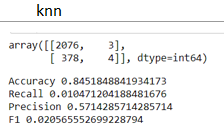 knn
array([[2076, 3],
[ 378, 4]], dtype=int64)
Accuracy 0.8451848841934173
Recall 0.010471204188481676
Precision 0.5714285714285714
F1 0.020565552699228794